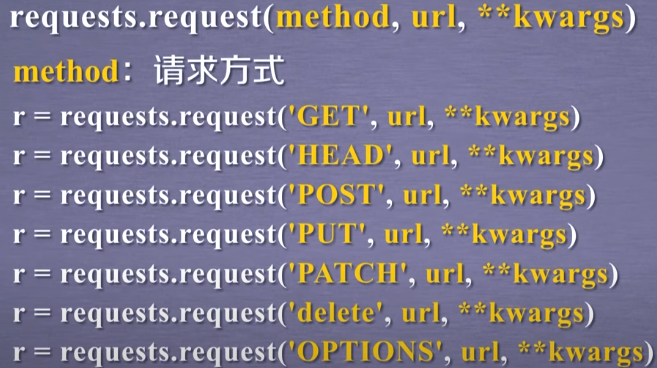 requests.request(method, url, **kwargs)
method：请求方式
r = requests.request('GET', url, **kwargs)
r = requests.request('HEAD', url, **kwargs)
r = requests.request('POST', url, **kwargs)
r = requests.request('PUT', url, **kwargs)
r = requests.request('PATCH', url, **kwargs)
r = requests.request('delete', url, **kwargs)
r = requests.request('OPTIONS', url, **kwargs)